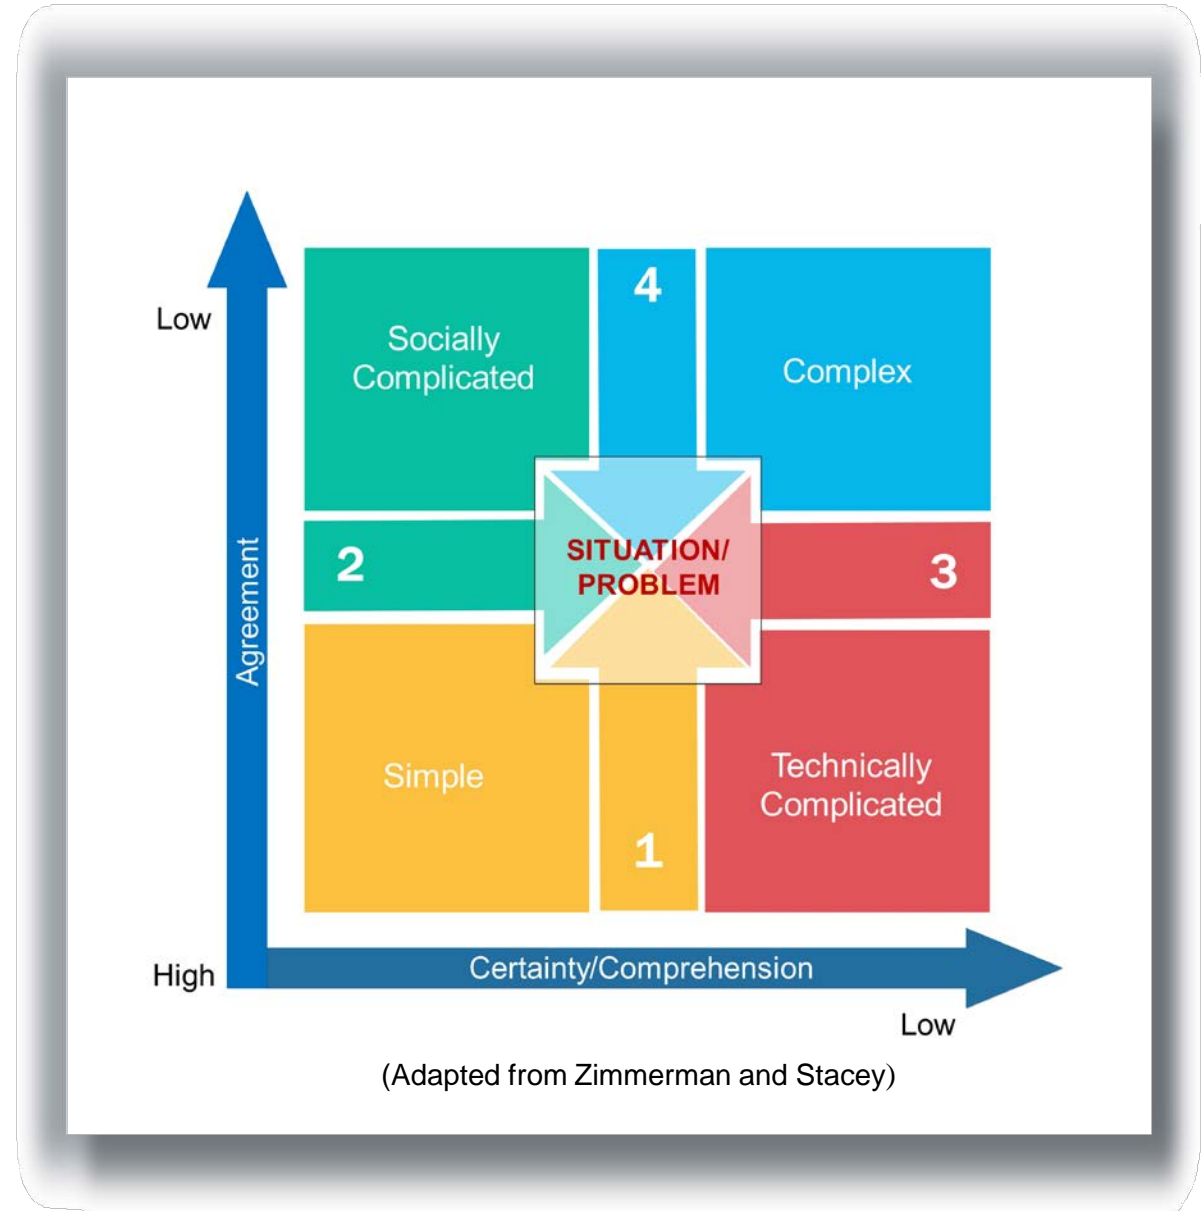 4
Low
Socially
Complicated
Complex
SITUATION/
PROBLEM
2
3
Agreement
Simple
Technically
Complicated
1
High
Certainty/Comprehension
Low
(Adapted from Zimmerman and Stacey)